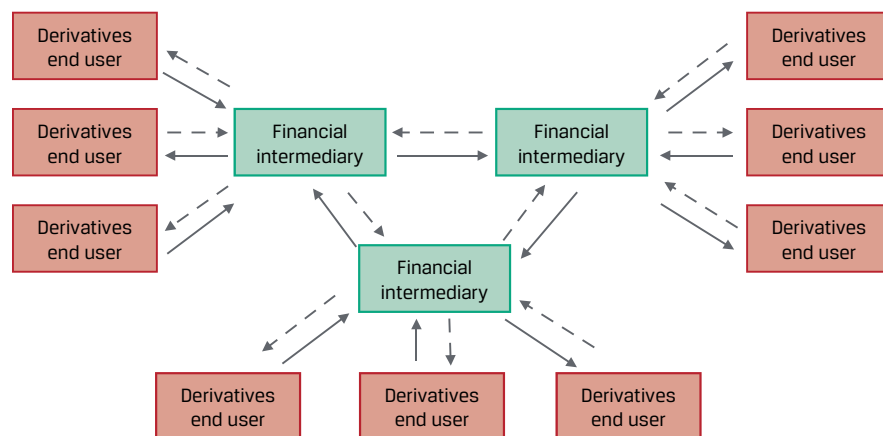 Derivatives
end user
Derivatives
end user
Derivatives
end user
Financial
intermediary
Financial
intermediary
Derivatives
end user
Derivatives
end user
Derivatives
end user
Financial
intermediary
Derivatives
end user
Derivatives
end user
Derivatives
end user